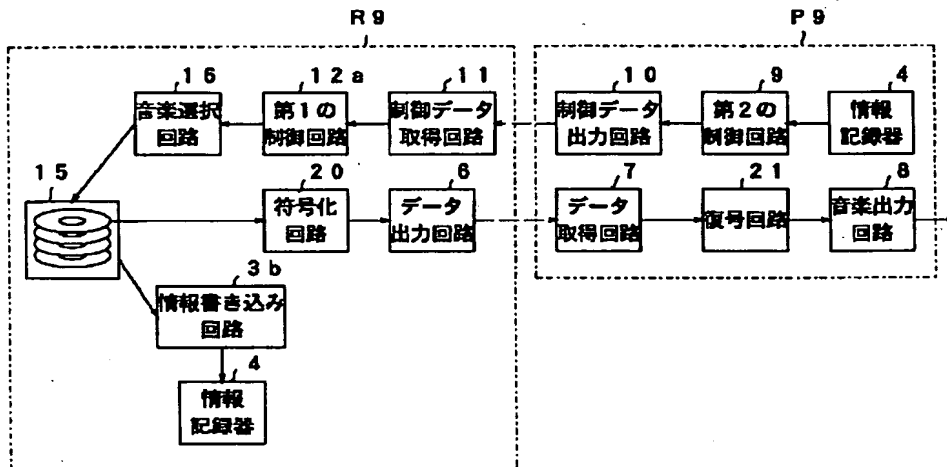 R9
P9
16
12a
11
10
9
4
音楽選択
回路
第1の
制御回路
制御データ
取得回路
制御データ
出力回路
第2の
制御回路
情報
記録器
15
20
6
7
21
8
符号化
回路
データ
出力回路
データ
取得回路
復号回路
音楽出力
回路
3b
情報書き込み
回路
4
情報
記録器